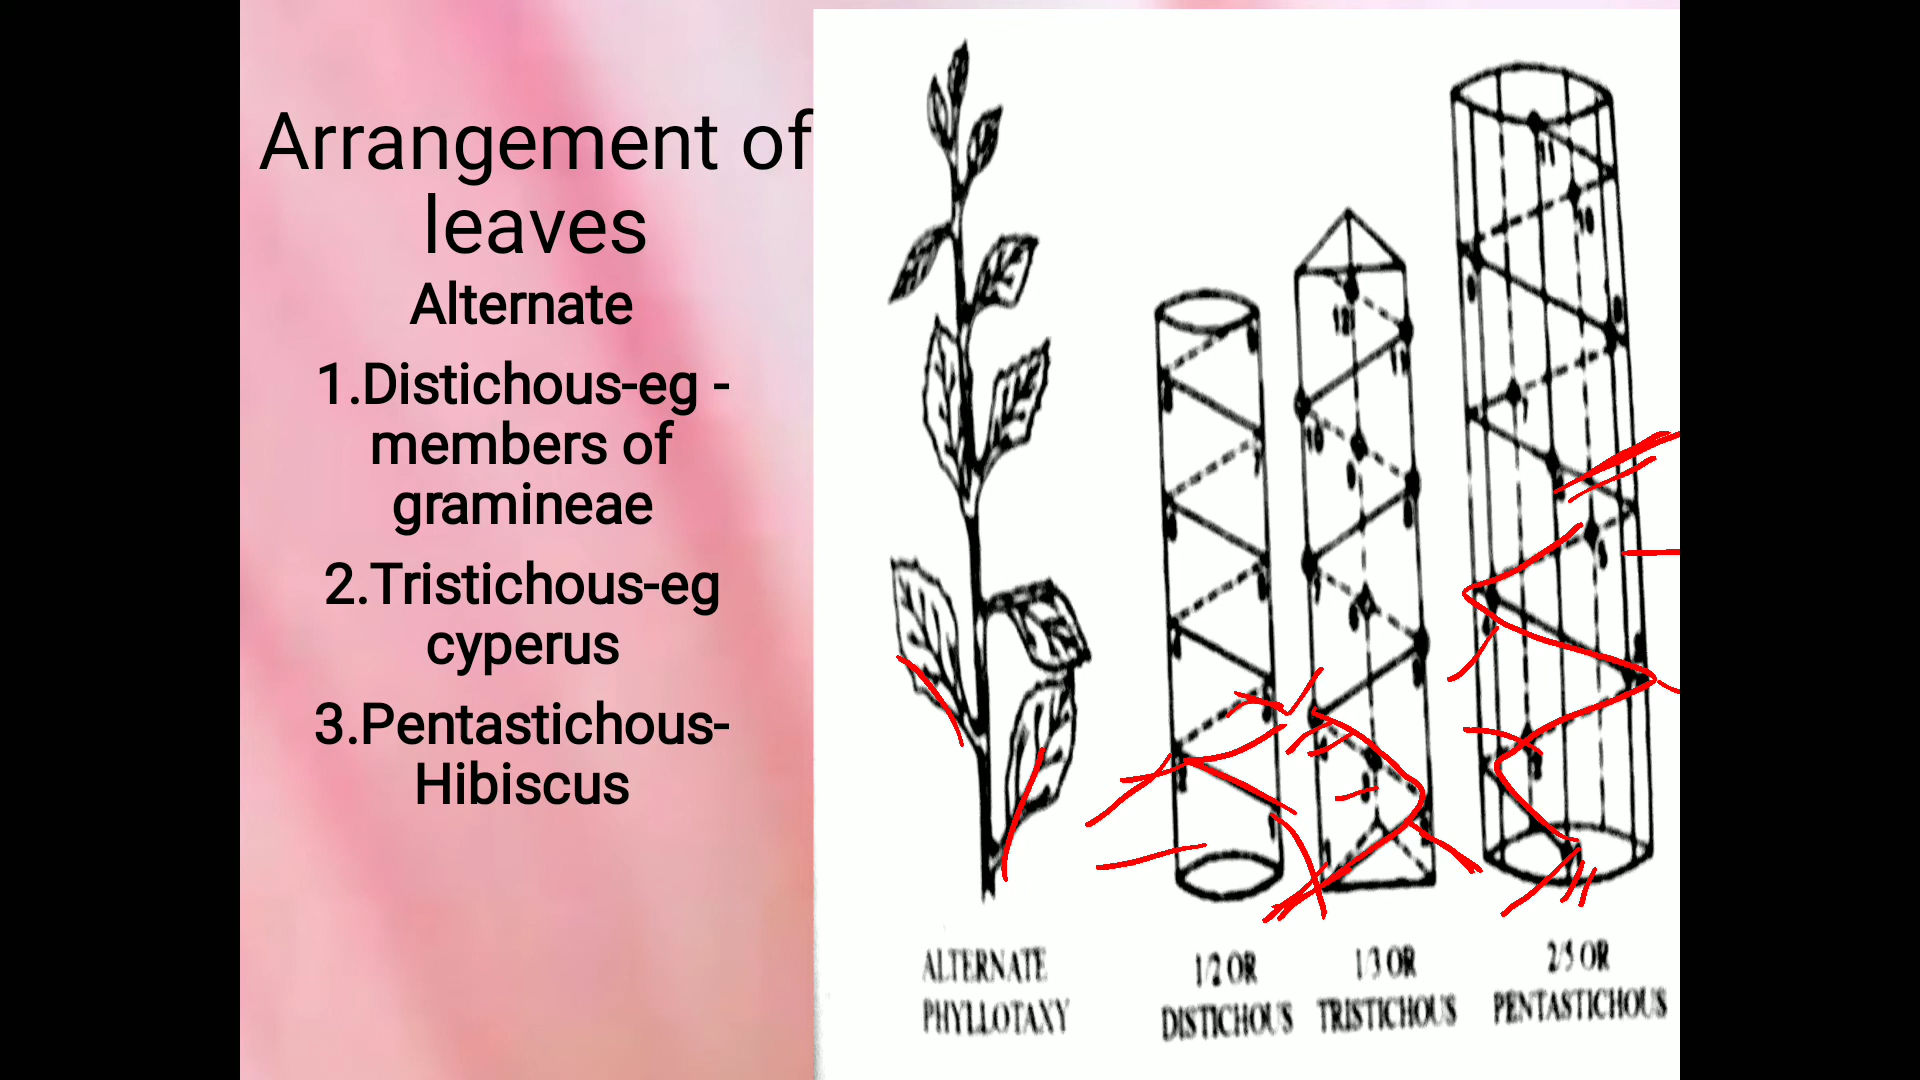 Arrangement of
leaves
Alternate
1.Distichous-eg -
members of
gramineae
2.Tristichous-eg
cyperus
3.Pentastichous-
Hibiscus
ALTERNATE
PHYLLOTAXY
1/2 OR
DISTICHOUS
1/3 OR
TRISTICHOUS
2/5 OR
PENTASTICHOUS